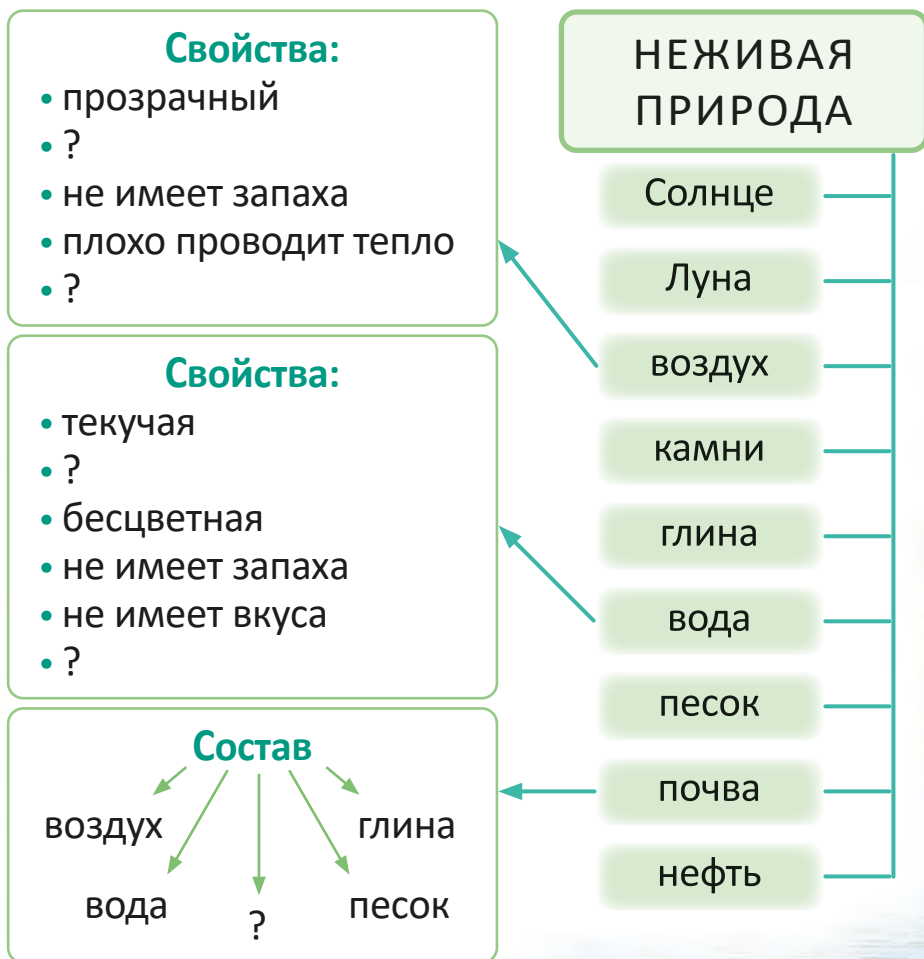 Свойства:
• прозрачный
• ?
• не имеет запаха
• плохо проводит тепло
• ?
Свойства:
• текучая
• ?
• бесцветная
• не имеет запаха
• не имеет вкуса
• ?
Состав
воздух
глина
вода
?
песок
НЕЖИВАЯ
ПРИРОДА
Солнце
Луна
воздух
камни
глина
вода
песок
почва
нефть